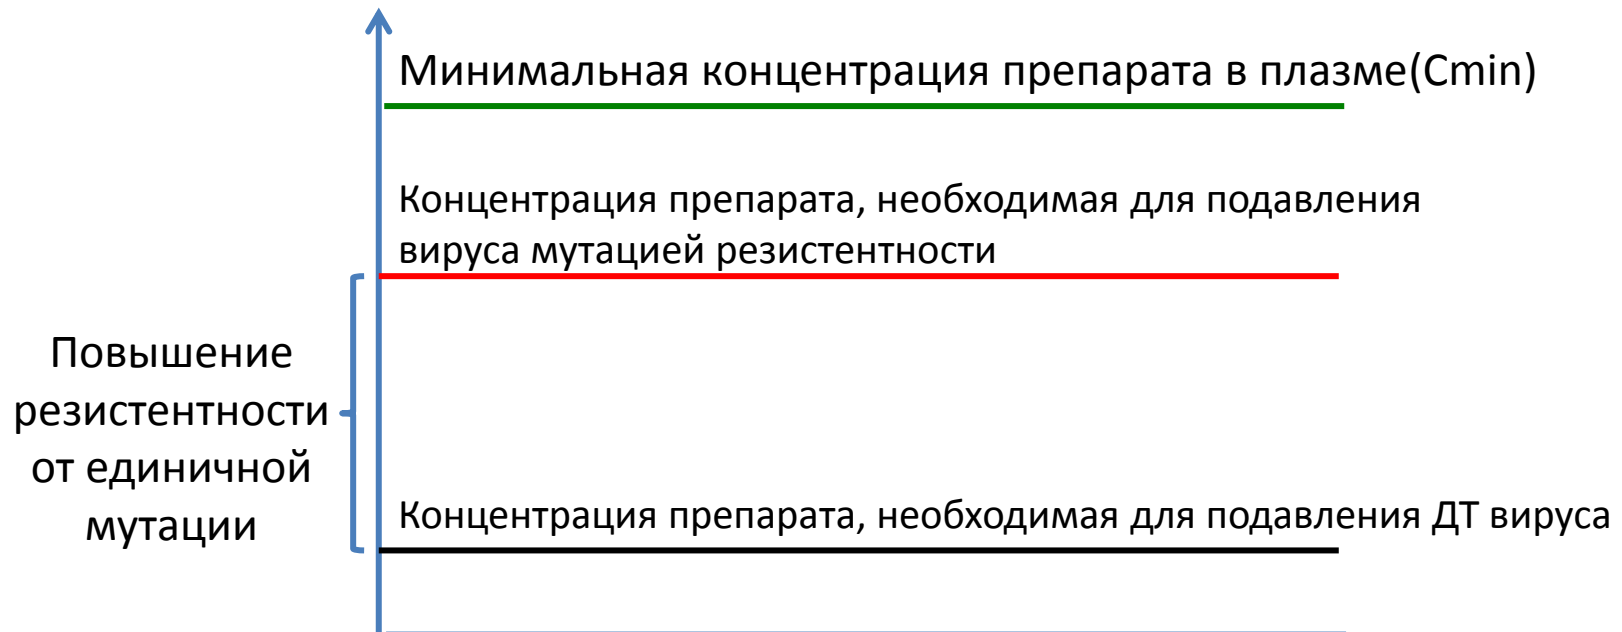 Минимальная концентрация препарата в плазме(Cmin)
Концентрация препарата, необходимая для подавления
вируса мутацией резистентности
Повышение
резистентности
от единичной
мутации
Концентрация препарата, необходимая для подавления ДТ вируса